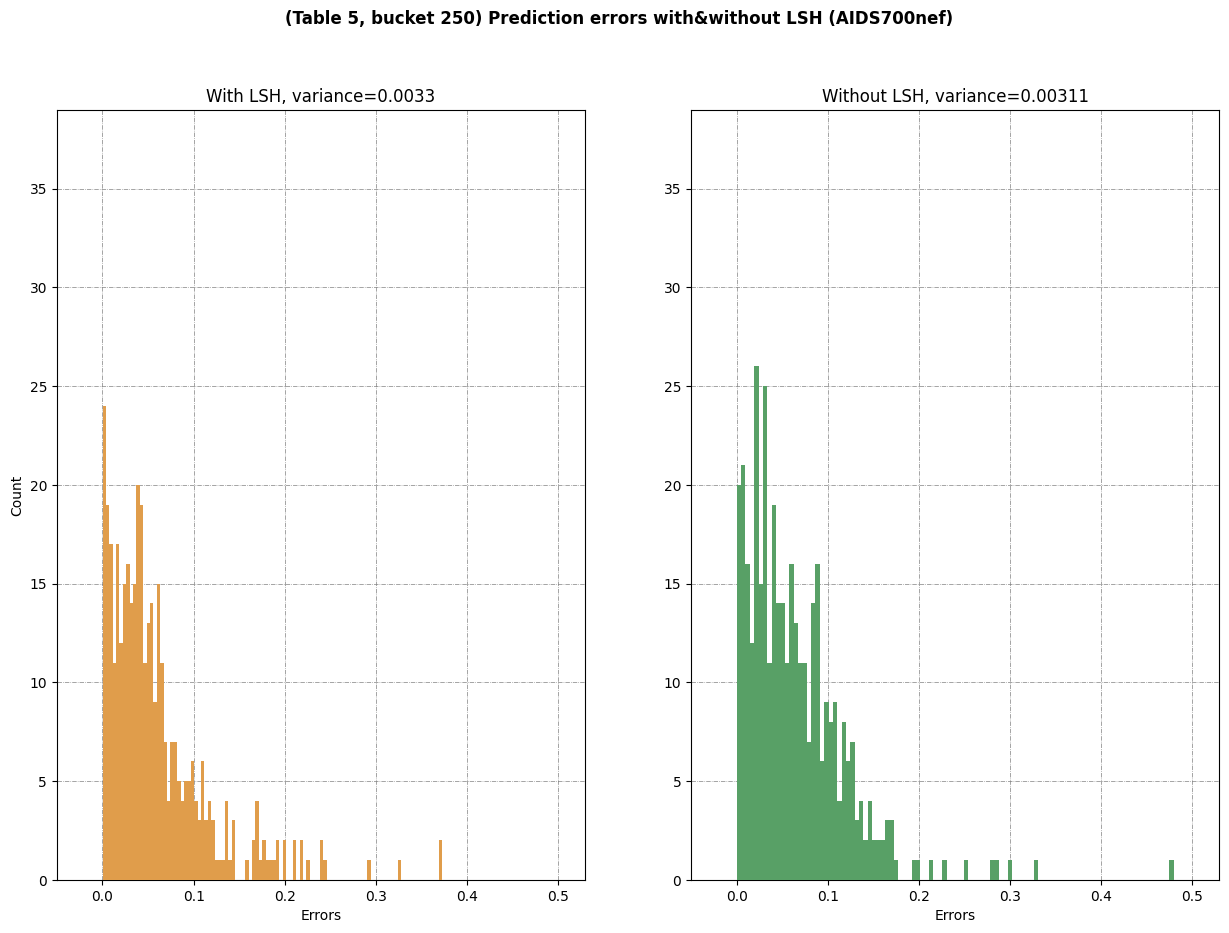 (Table 5, bucket 250) Prediction errors with&without LSH (AIDS700nef)
With LSH, variance=0.0033
35
30
25
20
15
10
5
0
Count
0.0 0.1 0.2 0.3 0.4 0.5
Errors
Without LSH, variance=0.00311
35
30
25
20
15
10
5
0
0.0 0.1 0.2 0.3 0.4 0.5
Errors